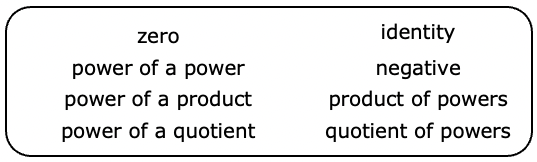 zero identity
power of a power negative
power of a product product of powers
power of a quotient quotient of powers